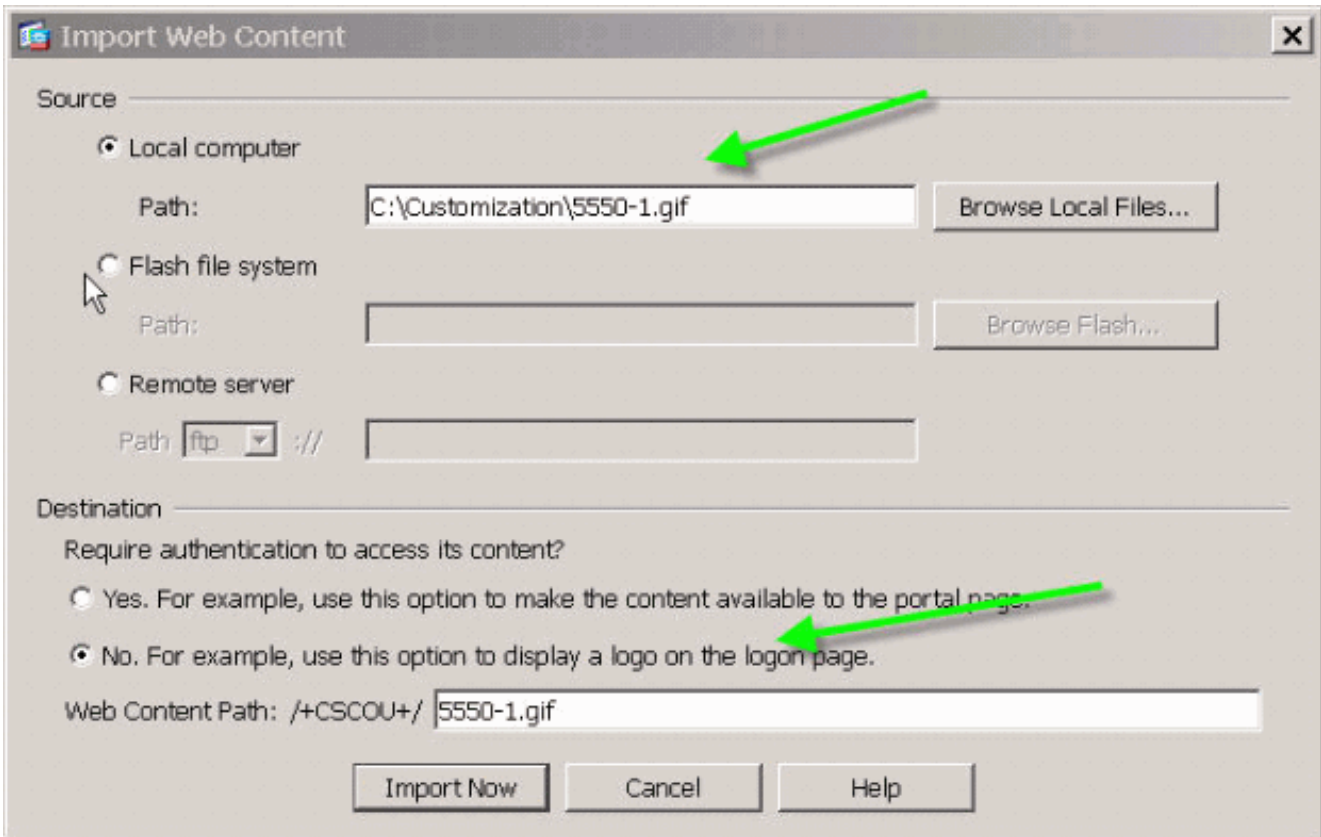 Import Web Content
Source
Local computer
Path: C:\Customization\5550-1.gif Browse Local Files...
Flash file system
Path: Browse Flash...
Remote server
Path ftp ://
Destination
Require authentication to access its content?
Yes. For example, use this option to make the content available to the portal page.
No. For example, use this option to display a logo on the logon page.
Web Content Path: /+CSCOU+/ 5550-1.gif
Import Now Cancel Help